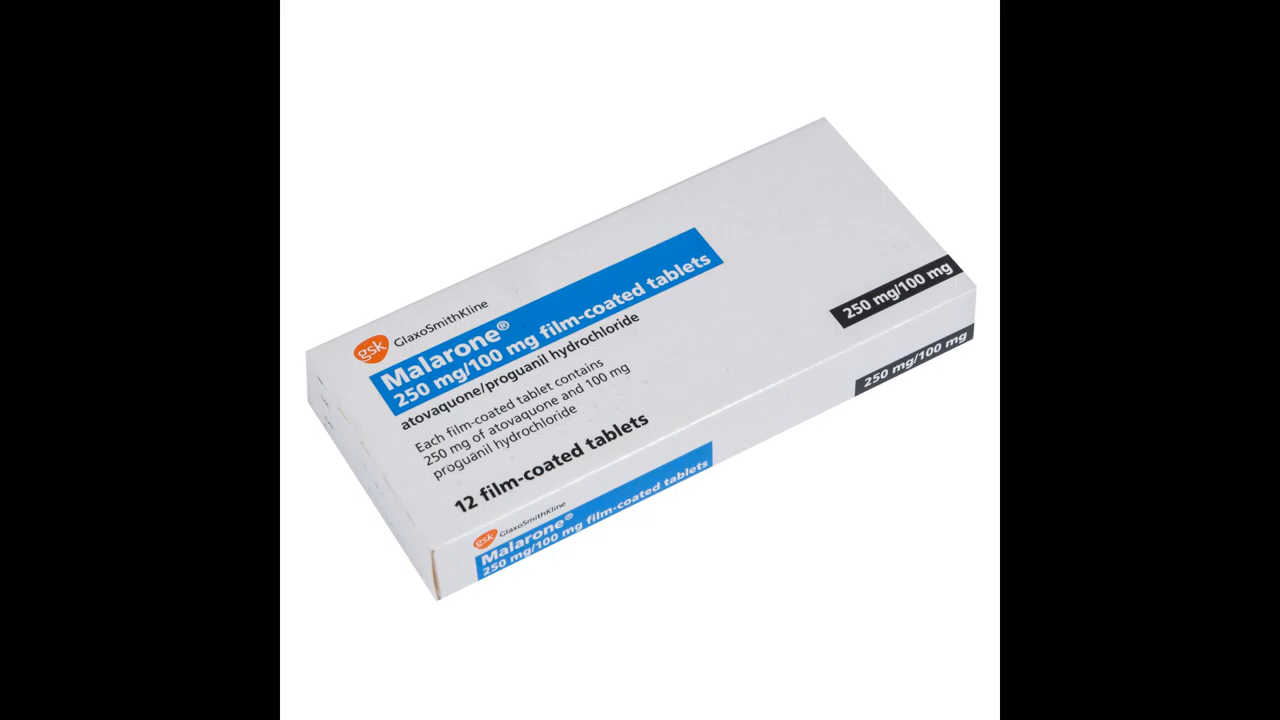 gsk GlaxoSmithKline
Malarone®
250 mg/100 mg film-coated tablets
atovaquone/proguanil hydrochloride
Each film-coated tablet contains
250 mg of atovaquone and 100 mg
proguanil hydrochloride
12 film-coated tablets
250 mg/100 mg
gsk GlaxoSmithKline
Malarone®
250 mg/100 mg film-coated tablets
250 mg/100 mg